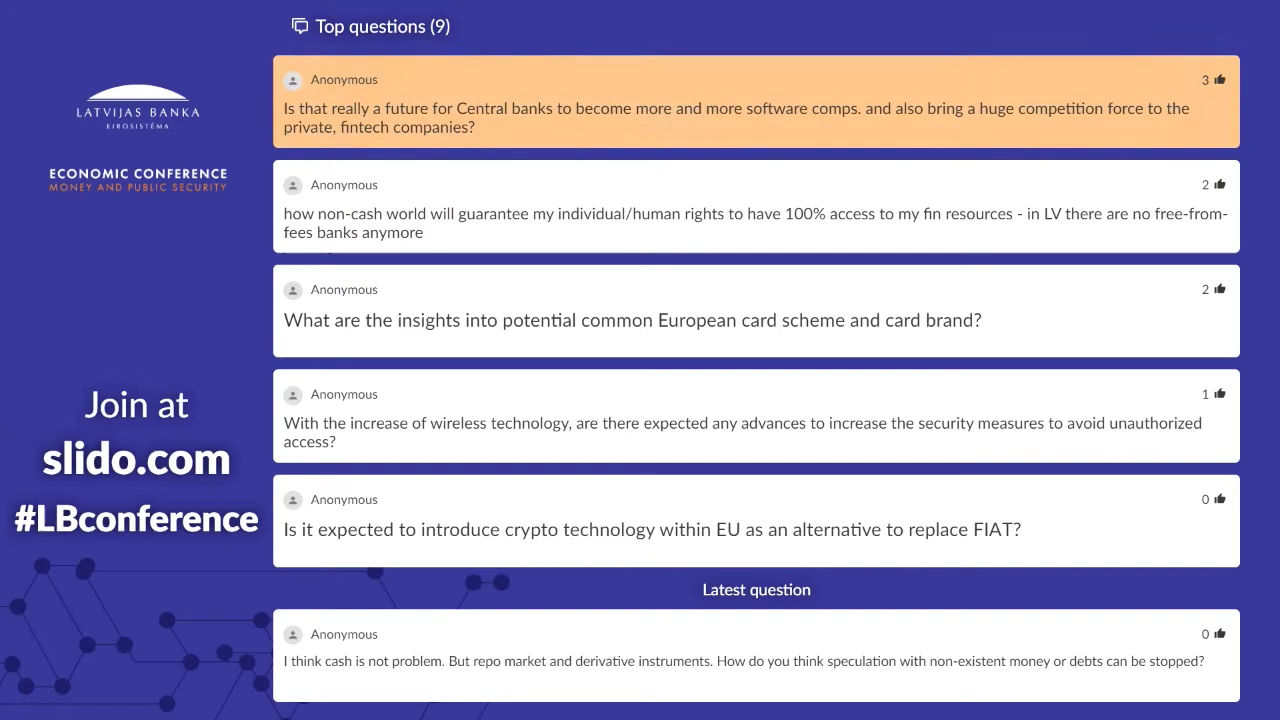 Top questions (9)
LATVIJAS BANKA
EIROSISTĒMA
ECONOMIC CONFERENCE
MONEY AND PUBLIC SECURITY
Join at
slido.com
#LBconference
Anonymous
3
Is that really a future for Central banks to become more and more software comps. and also bring a huge competition force to the
private, fintech companies?
Anonymous
2
how non-cash world will guarantee my individual/human rights to have 100% access to my fin resources - in LV there are no free-from-
fees banks anymore
Anonymous
2
What are the insights into potential common European card scheme and card brand?
Anonymous
1
With the increase of wireless technology, are there expected any advances to increase the security measures to avoid unauthorized
access?
Anonymous
0
Is it expected to introduce crypto technology within EU as an alternative to replace FIAT?
Latest question
Anonymous
0
I think cash is not problem. But repo market and derivative instruments. How do you think speculation with non-existent money or debts can be stopped?